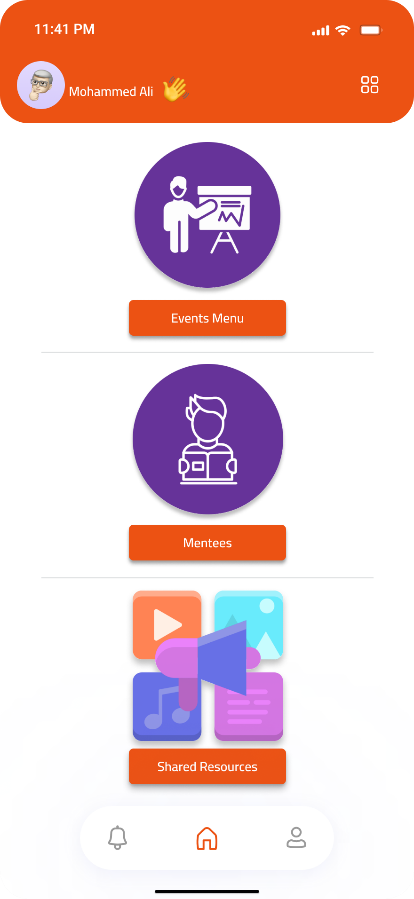 11:41 PM
Mohammed Ali
Events Menu
Mentees
Shared Resources